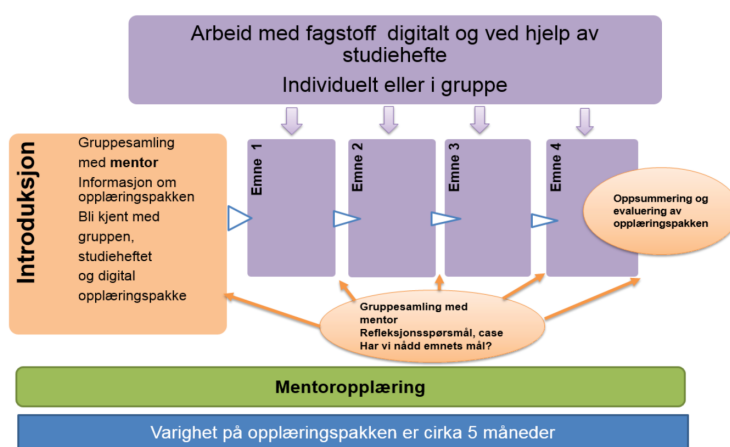 Arbeid med fagstoff  digitalt og ved hjelp av
studiehefte
Individuelt eller i gruppe
Introduksjon
Gruppesamling
med mentor
Informasjon om
opplæringspakken
Bli kjent med
gruppen,
studieheftet
og digital
opplæringspakke
Emne 1
Emne 2
Emne 3
Emne 4
Oppsummering og
evaluering av
opplæringspakken
Gruppesamling med
mentor
Refleksjonsspørsmål, case
Har vi nådd emnets mål?
Mentoropplæring
Varighet på opplæringspakken er cirka 5 måneder